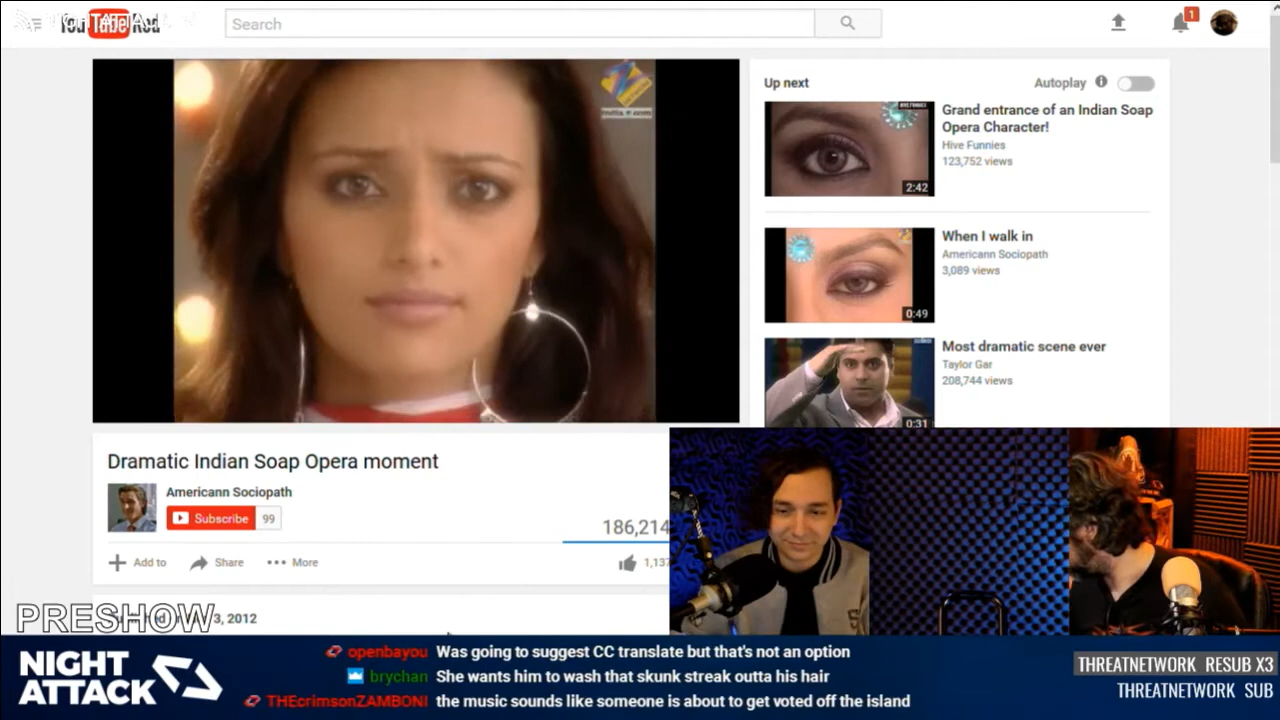 YouTube Red
Search
1
Up next
Autoplay
Grand entrance of an Indian Soap
Opera Character!
Hive Funnies
123,752 views
2:42
When I walk in
Americann Sociopath
3,089 views
0:49
Most dramatic scene ever
Taylor Gar
208,744 views
0:31
Dramatic Indian Soap Opera moment
Americann Sociopath
Subscribe 99
186,214
Add to Share More
1,137
PRESHOW
3, 2012
NIGHT
ATTACK
openbayou Was going to suggest CC translate but that's not an option
brychan She wants him to wash that skunk streak outta his hair
THEcrimsonZAMBONI the music sounds like someone is about to get voted off the island
THREATNETWORK RESUB X3
THREATNETWORK SUB